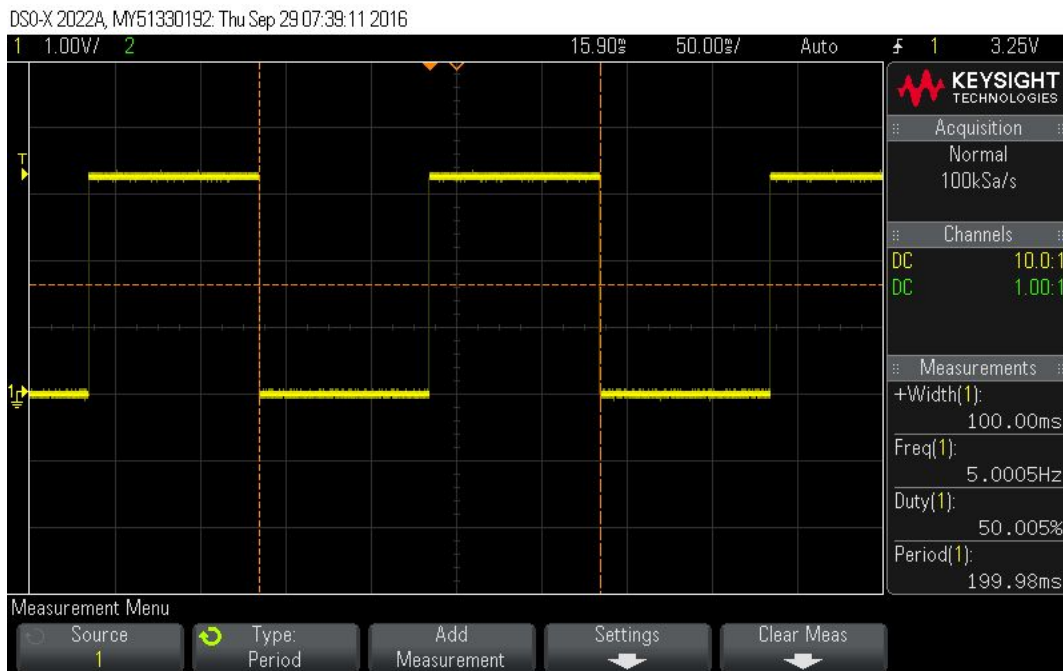 DSO-X 2022A, MY51330192: Thu Sep 29 07:39:11 2016
1 1.00V/ 2 15.90ms 50.00ms/ Auto 1 3.25V
KEYSIGHT
TECHNOLOGIES
Acquisition
Normal
100kSa/s
Channels
DC 10.0:1
DC 1.00:1
Measurements
+Width(1):
100.00ms
Freq(1):
5.0005Hz
Duty(1):
50.005%
Period(1):
199.98ms
T
1
Measurement Menu
Source
1
Type:
Period
Add
Measurement
Settings
Clear Meas